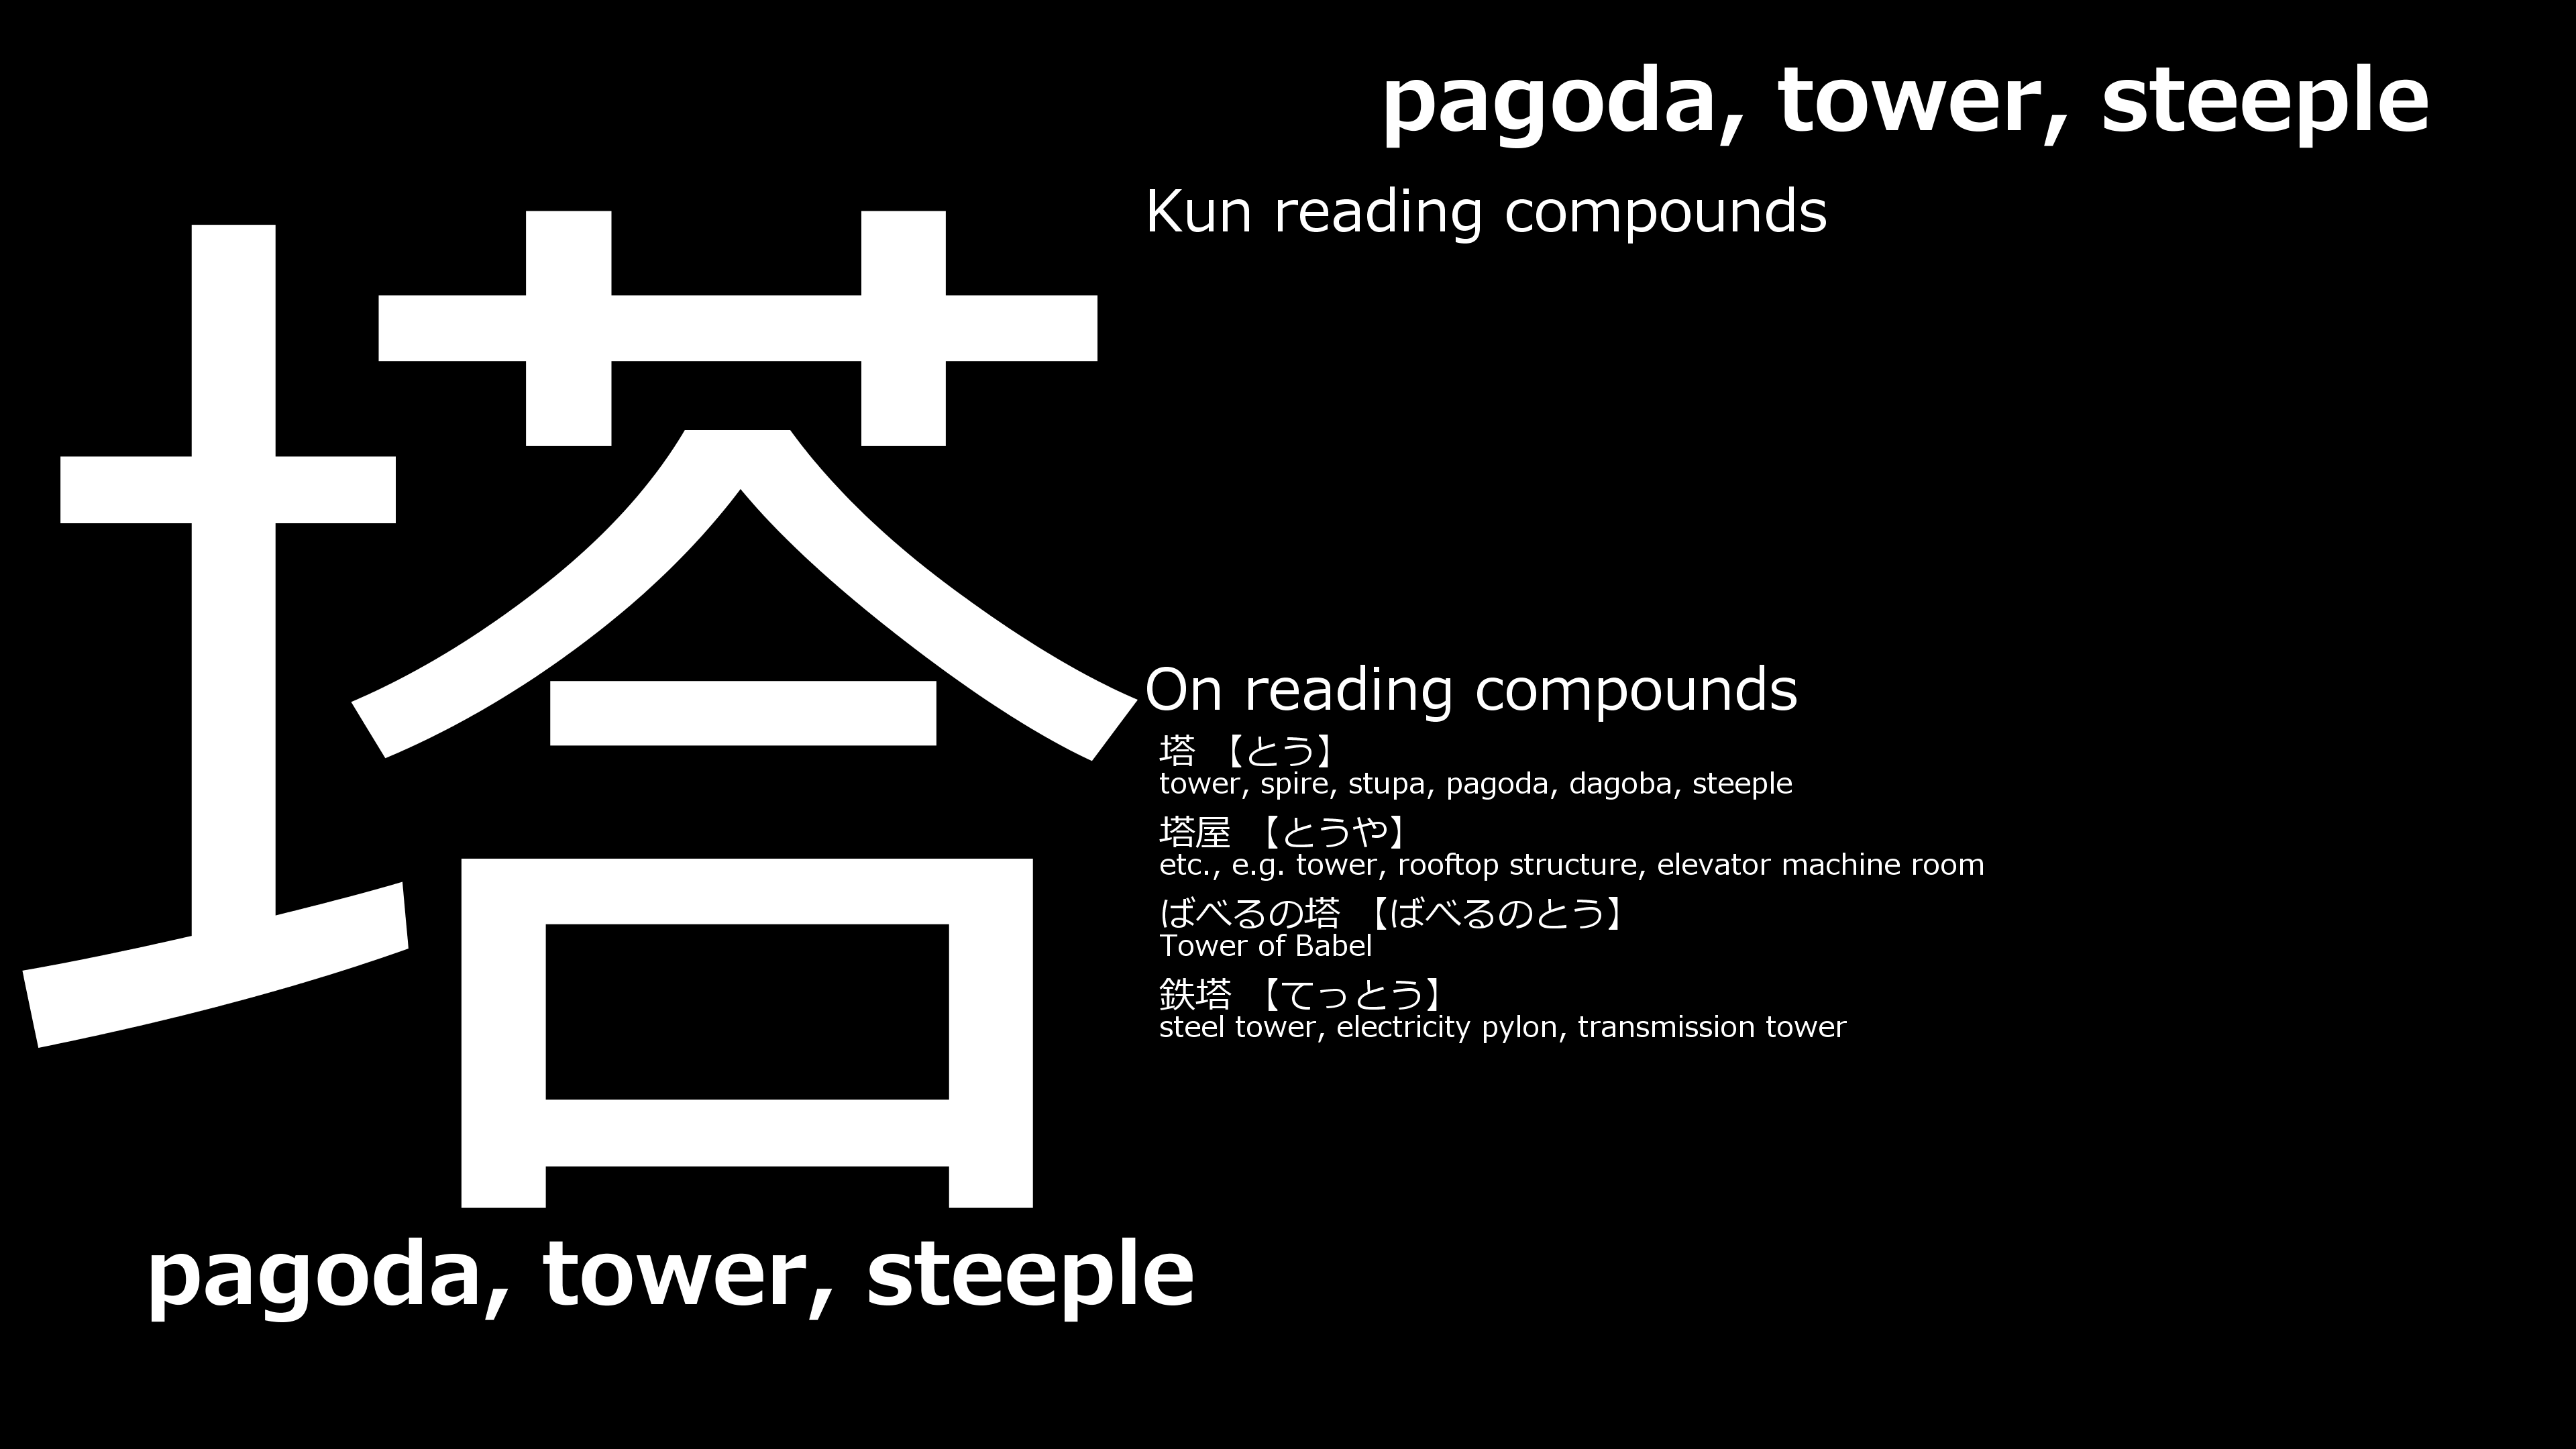 塔
pagoda, tower, steeple
pagoda, tower, steeple
Kun reading compounds
On reading compounds
塔 【とう】
tower, spire, stupa, pagoda, dagoba, steeple
塔屋 【とうや】
etc., e.g. tower, rooftop structure, elevator machine room
ばべるの塔 【ばべるのとう】
Tower of Babel
鉄塔 【てっとう】
steel tower, electricity pylon, transmission tower